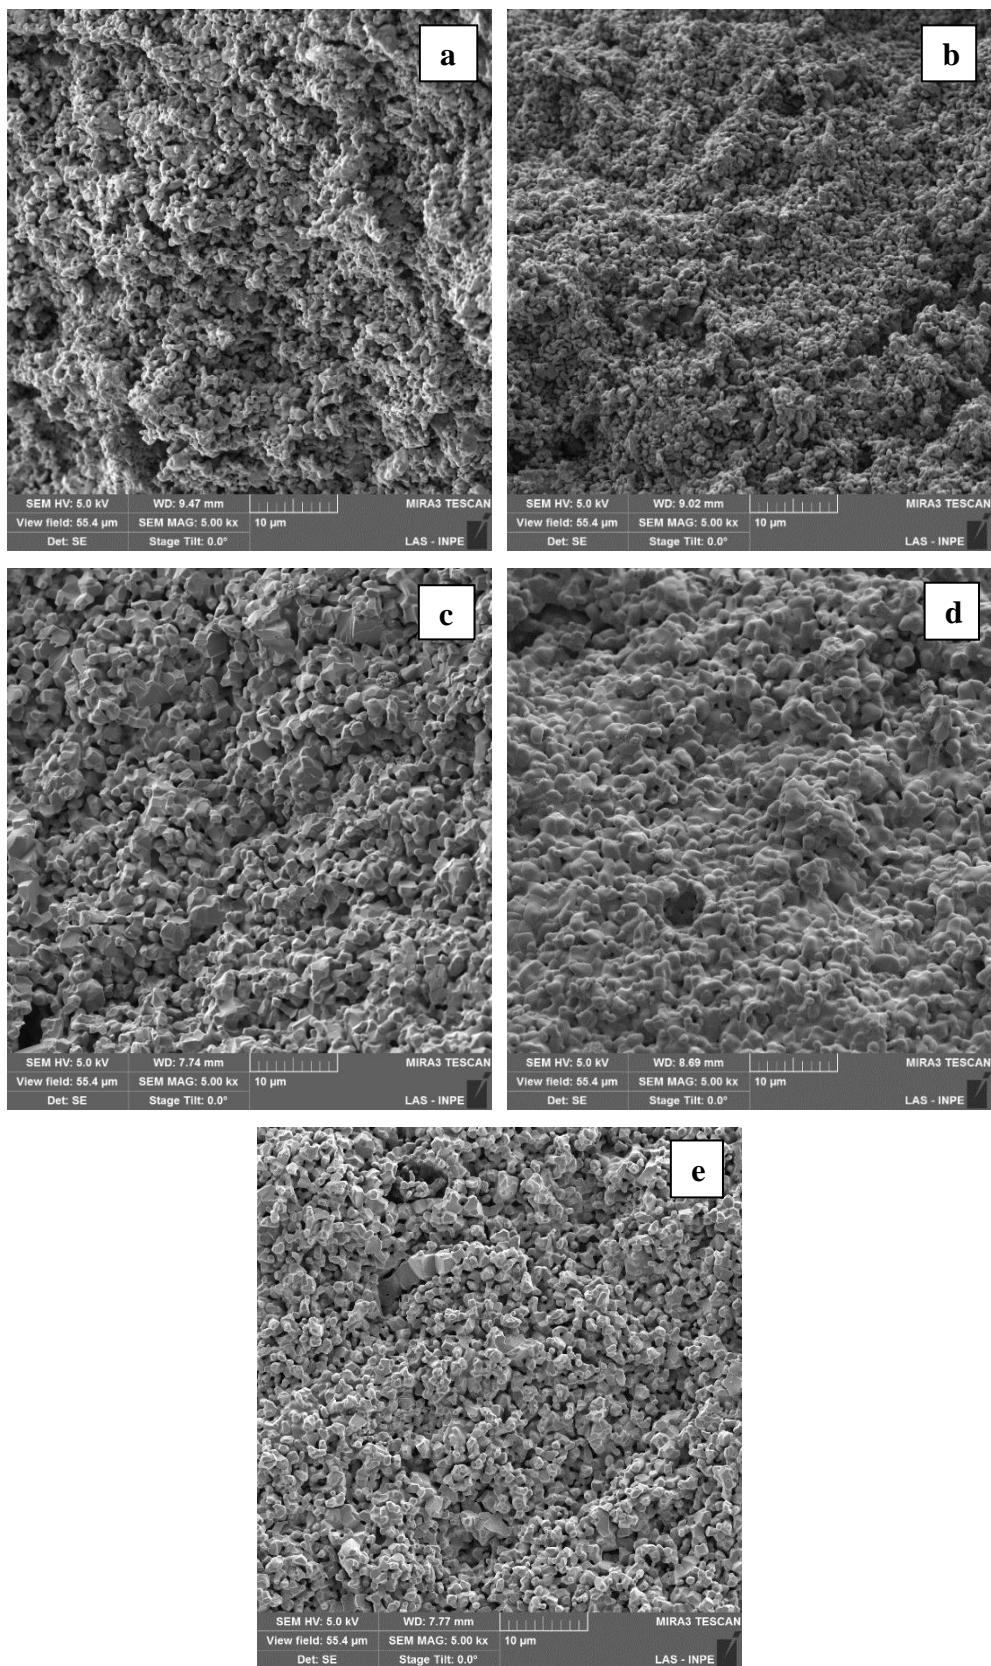 a
SEM HV: 5.0 kV WD: 9.47 mm MIRA3 TESCAN
View field: 55.4 µm SEM MAG: 5.00 kx 10 µm
Det: SE Stage Tilt: 0.0° LAS - INPE
b
SEM HV: 5.0 kV WD: 9.02 mm MIRA3 TESCAN
View field: 55.4 µm SEM MAG: 5.00 kx 10 µm
Det: SE Stage Tilt: 0.0° LAS - INPE
c
SEM HV: 5.0 kV WD: 7.74 mm MIRA3 TESCAN
View field: 55.4 µm SEM MAG: 5.00 kx 10 µm
Det: SE Stage Tilt: 0.0° LAS - INPE
d
SEM HV: 5.0 kV WD: 8.69 mm MIRA3 TESCAN
View field: 55.4 µm SEM MAG: 5.00 kx 10 µm
Det: SE Stage Tilt: 0.0° LAS - INPE
e
SEM HV: 5.0 kV WD: 7.77 mm MIRA3 TESCAN
View field: 55.4 µm SEM MAG: 5.00 kx 10 µm
Det: SE Stage Tilt: 0.0° LAS - INPE